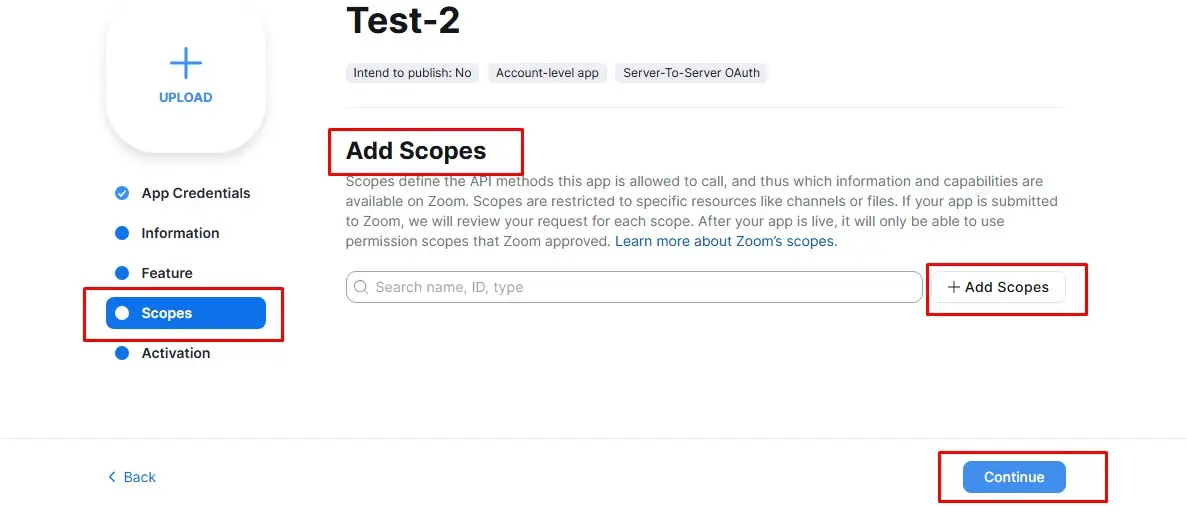 Test-2
UPLOAD
Intend to publish: No
Account-level app
Server-To-Server OAuth
Add Scopes
Scopes define the API methods this app is allowed to call, and thus which information and capabilities are
available on Zoom. Scopes are restricted to specific resources like channels or files. If your app is submitted
to Zoom, we will review your request for each scope. After your app is live, it will only be able to use
permission scopes that Zoom approved. Learn more about Zoom’s scopes.
App Credentials
Information
Feature
Scopes
Activation
Search name, ID, type
Add Scopes
Back
Continue